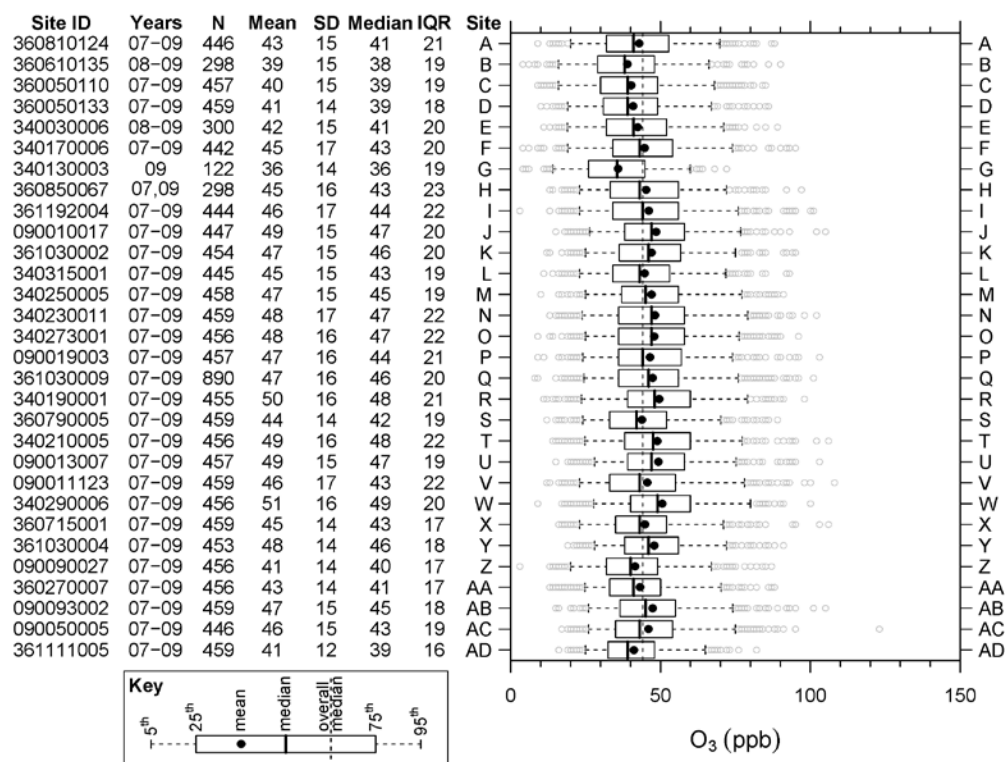 Site ID Years N Mean SD Median IQR Site
360810124 07-09 446 43 15 41 21 A A
360610135 08-09 298 39 15 38 19 B B
360050110 07-09 457 40 15 39 19 C C
360050133 07-09 459 41 14 39 18 D D
340030006 08-09 300 42 15 41 20 E E
340170006 07-09 442 45 17 43 20 F F
340130003 09 122 36 14 36 19 G G
360850067 07,09 298 45 16 43 23 H H
361192004 07-09 444 46 17 44 22 I I
090010017 07-09 447 49 15 47 20 J J
361030002 07-09 454 47 15 46 20 K K
340315001 07-09 445 45 15 43 19 L L
340250005 07-09 458 47 15 45 19 M M
340230011 07-09 459 48 17 47 22 N N
340273001 07-09 456 48 16 47 22 O O
090019003 07-09 457 47 16 44 21 P P
361030009 07-09 890 47 16 46 20 Q Q
340190001 07-09 455 50 16 48 21 R R
360790005 07-09 459 44 14 42 19 S S
340210005 07-09 456 49 16 48 22 T T
090013007 07-09 457 49 15 47 19 U U
090011123 07-09 459 46 17 43 22 V V
340290006 07-09 456 51 16 49 20 W W
360715001 07-09 459 45 14 43 17 X X
361030004 07-09 453 48 14 46 18 Y Y
090090027 07-09 456 41 14 40 17 Z Z
360270007 07-09 456 43 14 41 17 AA AA
090093002 07-09 459 47 15 45 18 AB AB
090050005 07-09 446 46 15 43 19 AC AC
361111005 07-09 459 41 12 39 16 AD AD
0 50 100 150
O3 (ppb)
Key
5th
25th
mean
median
overall
median
75th
95th